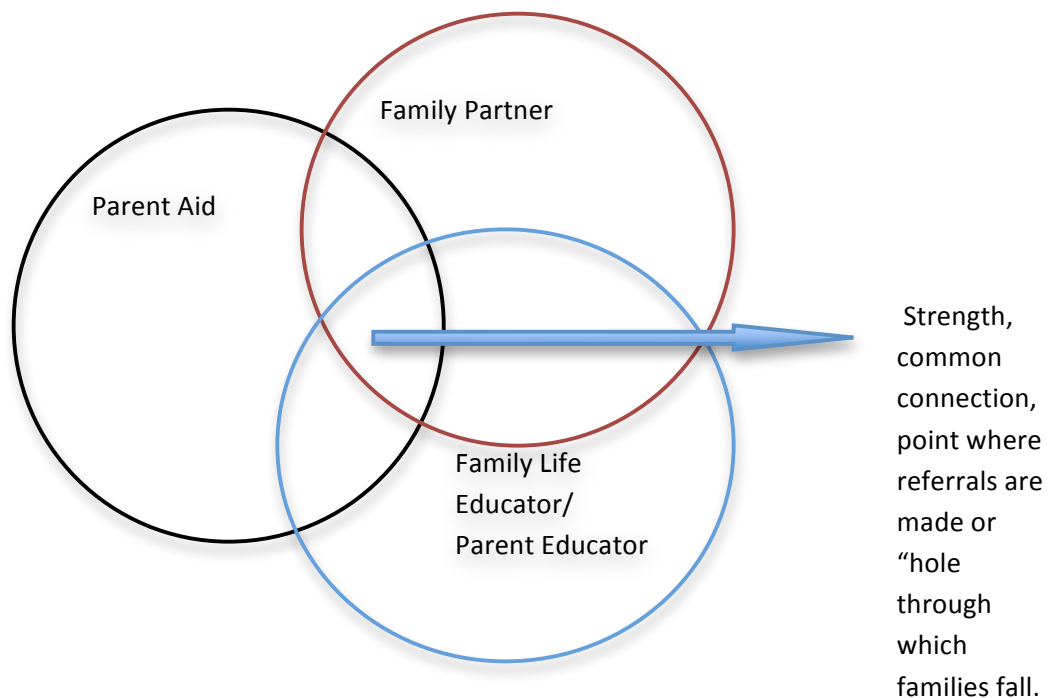 Family Partner
Parent Aid
Strength,
common
connection,
point where
referrals are
made or
“hole
through
which
families fall.
Family Life
Educator/
Parent Educator